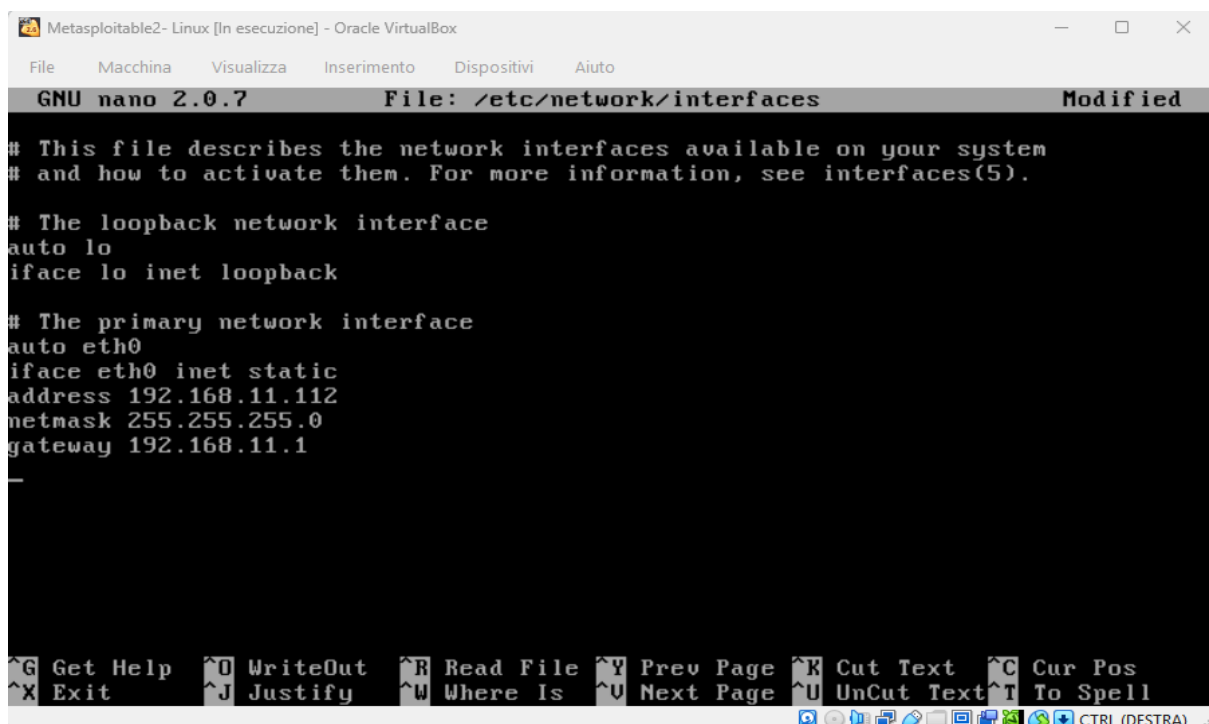 Metasploitable2- Linux [In esecuzione] - Oracle VirtualBox
File Macchina Visualizza Inserimento Dispositivi Aiuto
GNU nano 2.0.7 File: /etc/network/interfaces Modified
# This file describes the network interfaces available on your system
# and how to activate them. For more information, see interfaces(5).
# The loopback network interface
auto lo
iface lo inet loopback
# The primary network interface
auto eth0
iface eth0 inet static
address 192.168.11.112
netmask 255.255.255.0
gateway 192.168.11.1
^G Get Help ^O WriteOut ^R Read File ^Y Prev Page ^K Cut Text ^C Cur Pos
^X Exit ^J Justify ^W Where Is ^V Next Page ^U UnCut Text ^T To Spell
CTRL (DESTRA)